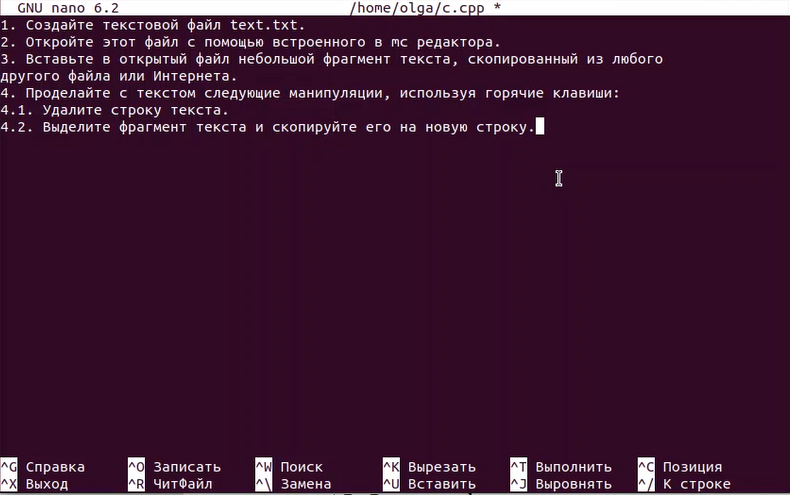 GNU nano 6.2 /home/olga/c.cpp *
1. Создайте текстовой файл text.txt.
2. Откройте этот файл с помощью встроенного в mc редактора.
3. Вставьте в открытый файл небольшой фрагмент текста, скопированный из любого
другого файла или Интернета.
4. Проделайте с текстом следующие манипуляции, используя горячие клавиши:
4.1. Удалите строку текста.
4.2. Выделите фрагмент текста и скопируйте его на новую строку.
^G Справка ^O Записать ^W Поиск ^K Вырезать ^T Выполнить ^C Позиция
^X Выход ^R ЧитФайл ^\ Замена ^U Вставить ^J Выровнять ^/ К строке